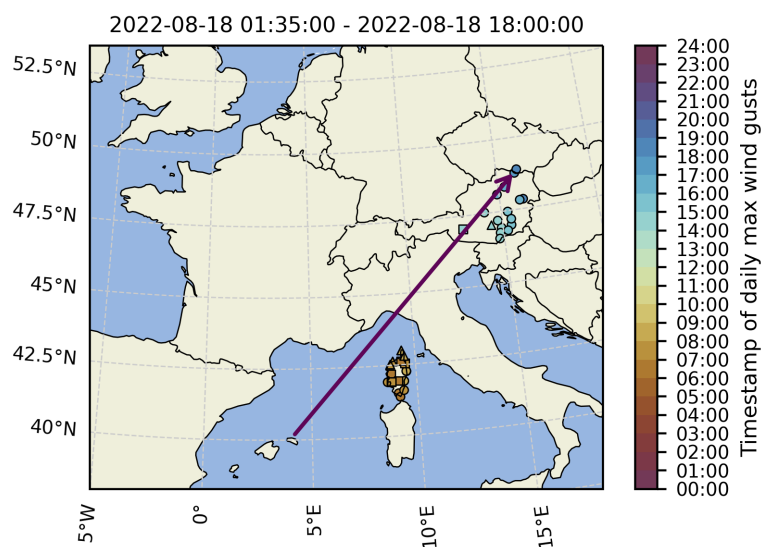 2022-08-18 01:35:00 - 2022-08-18 18:00:00
52.5°N
50°N
47.5°N
45°N
42.5°N
40°N
5°W
0°
5°E
10°E
15°E
24:00
23:00
22:00
21:00
20:00
19:00
18:00
17:00
16:00
15:00
14:00
13:00
12:00
11:00
10:00
09:00
08:00
07:00
06:00
05:00
04:00
03:00
02:00
01:00
00:00
Timestamp of daily max wind gusts